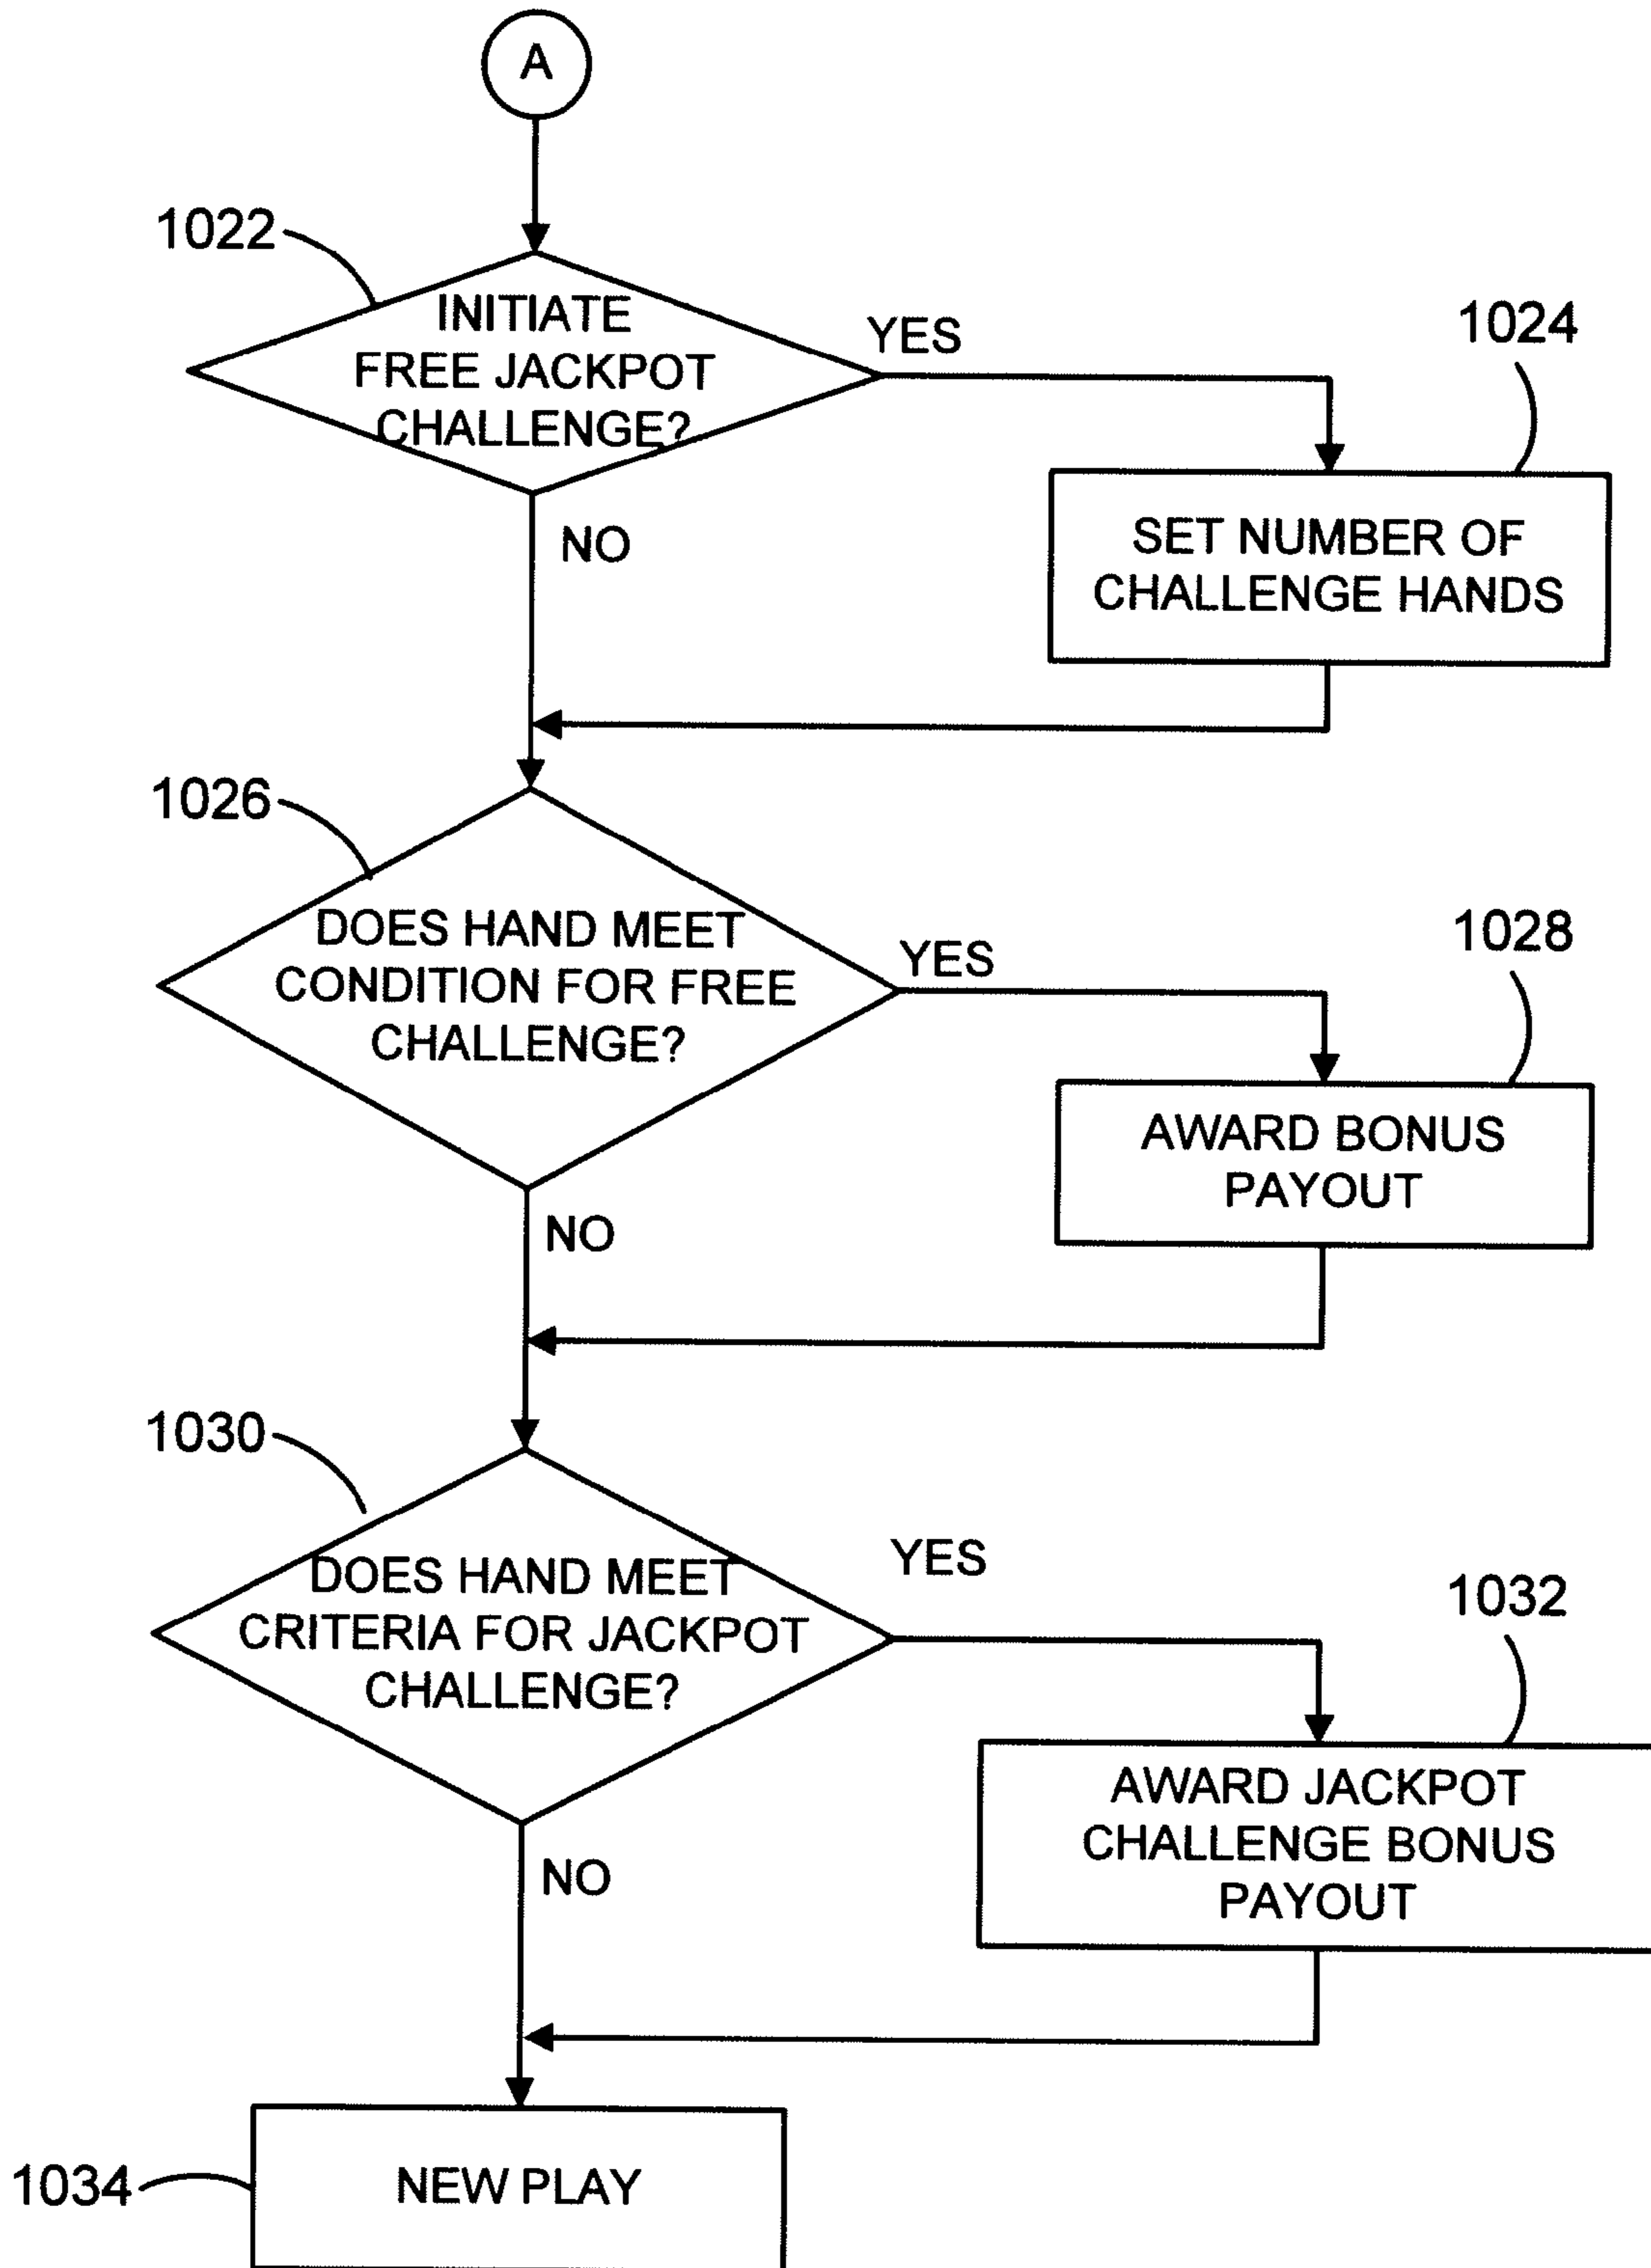 A
1022
INITIATE
FREE JACKPOT
CHALLENGE?
YES
1024
NO
SET NUMBER OF
CHALLENGE HANDS
1026
DOES HAND MEET
CONDITION FOR FREE
CHALLENGE?
YES
1028
AWARD BONUS
PAYOUT
NO
1030
DOES HAND MEET
CRITERIA FOR JACKPOT
CHALLENGE?
YES
1032
AWARD JACKPOT
CHALLENGE BONUS
PAYOUT
NO
1034
NEW PLAY